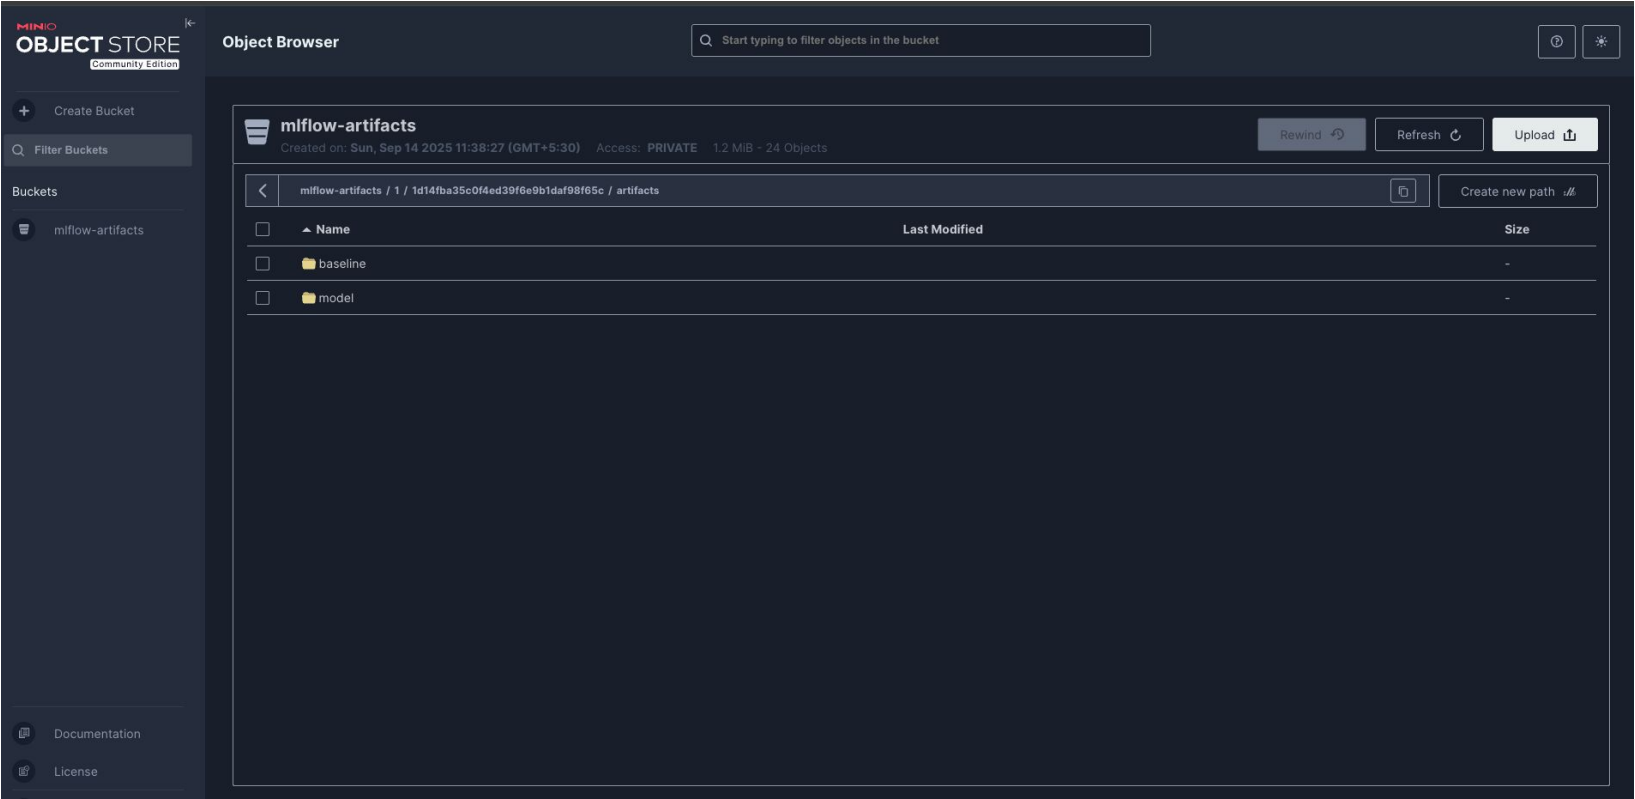 MINIO
OBJECT STORE
Community Edition
Create Bucket
Filter Buckets
Buckets
mlflow-artifacts
Documentation
License
Object Browser
Start typing to filter objects in the bucket
mlflow-artifacts
Created on: Sun, Sep 14 2025 11:38:27 (GMT+5:30) Access: PRIVATE 1.2 MiB - 24 Objects
Rewind
Refresh
Upload
mlflow-artifacts / 1 / 1d14fba35c0f4ed39f6e9b1daf98f65c / artifacts
Create new path
Name Last Modified Size
baseline -
model -